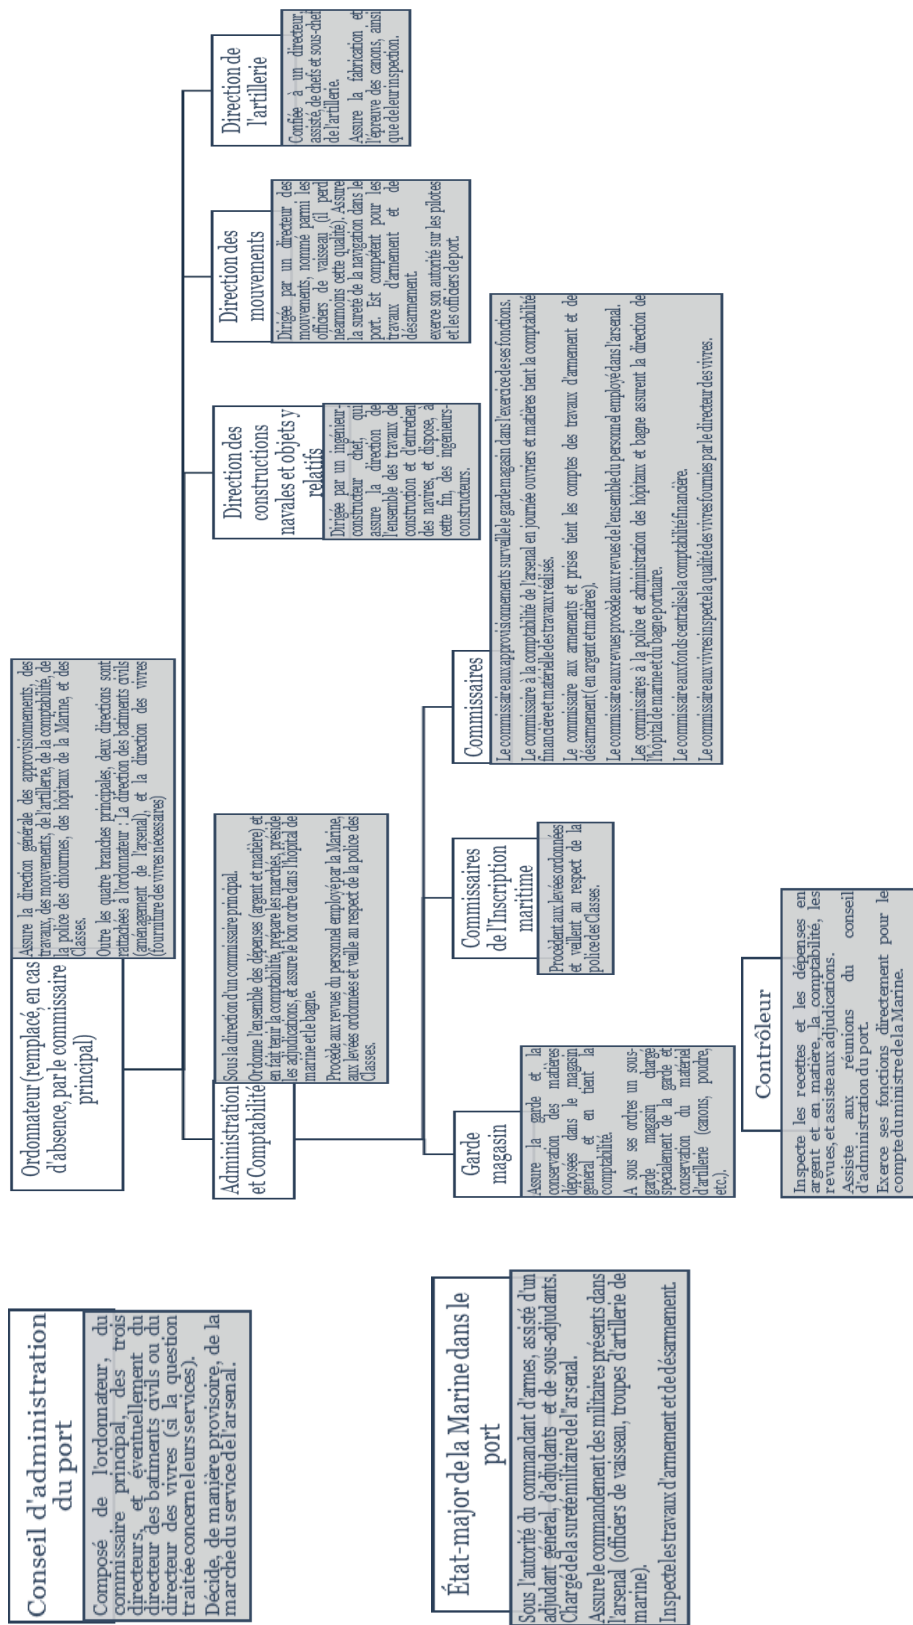 Conseil d'administration
du port
Composé de l'ordonnateur, du
commissaire principal, des trois
directeurs, et éventuellement du
directeur des batiments civils ou du
directeur des vivres (si la question
traitée concerne leurs services).
Décide, de manière provisoire, de la
marche du service de l'arsenal.
Ordonnateur (remplacé, en cas
d'absence, par le commissaire
principal)
Assure la direction générale des approvisionnements, des
travaux, des mouvements, de l'artillerie, de la comptabilité, de
la police des chiourmes, des hôpitaux de la Marine, et des
Classes.
Outre les quatre branches principales, deux directions sont
rattachées à l'ordonnateur : La direction des batiments civils
(aménagement de l'arsenal), et la direction des vivres
(fourniture des vivres nécessaires)
Administration
et Comptabilité
Sous la direction d'un commissaire principal.
Ordonne l'ensemble des dépenses (argent et matière) et
en fait tenir la comptabilité, prépare les marchés, préside
les adjudications, et assure le bon ordre dans l'hôpital de
marine et le bagne.
Procède aux revues du personnel employé par la Marine,
aux levées ordonnées et veille au respect de la police des
Classes.
Direction des
constructions
navales et objets y
relatifs
Dirigée par un ingénieur-
constructeur chef, qui
assure la direction de
l'ensemble des travaux de
construction et d'entretien
des navires, et dispose, à
cette fin, des ingenieurs-
constructeurs.
Direction des
mouvements
Dirigée par un directeur des
mouvements, nommé parmi les
officiers de vaisseau (il perd
néanmoins cette qualité). Assure
la sureté de la navigation dans le
port. Est compétent pour les
travaux d'armement et de
désarmement.
exerce son autorité sur les pilotes
et les officiers de port.
Direction de
l'artillerie
Confiée à un directeur,
assisté, de chefs et sous-chef
de l'artillerie.
Assure la fabrication et
l'épreuve des canons, ainsi
que de leur inspection.
Garde
magasin
Assure la garde et la
conservation des matières
déposées dans le magasin
général et en tient la
comptabilité.
A sous ses ordres un sous-
garde magasin chargé
spécialement de la garde et
conservation du matériel
d'artillerie (canons, poudre,
etc.).
Commissaires
de l'Inscription
maritime
Procèdent aux levées ordonnées
et veillent au respect de la
police des Classes.
Commissaires
Le commissaire aux approvisionnements surveille le garde magasin dans l'exercice de ses fonctions.
Le commissaire à la comptabilité de l'arsenal en journée ouvriers et matières tient la comptabilité
financière et matérielle des travaux réalisés.
Le commissaire aux armements et prises tient les comptes des travaux d'armement et de
désarmement ( en argent et matières).
Le commissaire aux revues procède aux revues de l'ensemble du personnel employé dans l'arsenal.
Les commissaires à la police et administration des hôpitaux et bagne assurent la direction de
l'hôpital de marine et du bagne portuaire.
Le commissaire aux fonds centralise la comptabilité financière.
Le commissaire aux vivres inspecte la qualité des vivres fournies par le directeur des vivres.
État-major de la Marine dans le
port
Sous l'autorité du commandant d'armes, assisté d'un
adjudant général, d'adjudants et de sous-adjudants.
Chargé de la sureté militaire de l'arsenal.
Assure le commandement des militaires présents dans
l'arsenal (officiers de vaisseau, troupes d'artillerie de
marine).
Inspecte les travaux d'armement et de désarmement.
Contrôleur
Inspecte les recettes et les dépenses en
argent et en matière, la comptabilité, les
revues, et assiste aux adjudications.
Assiste aux réunions du conseil
d'administration du port.
Exerce ses fonctions directement pour le
compte du ministre de la Marine.